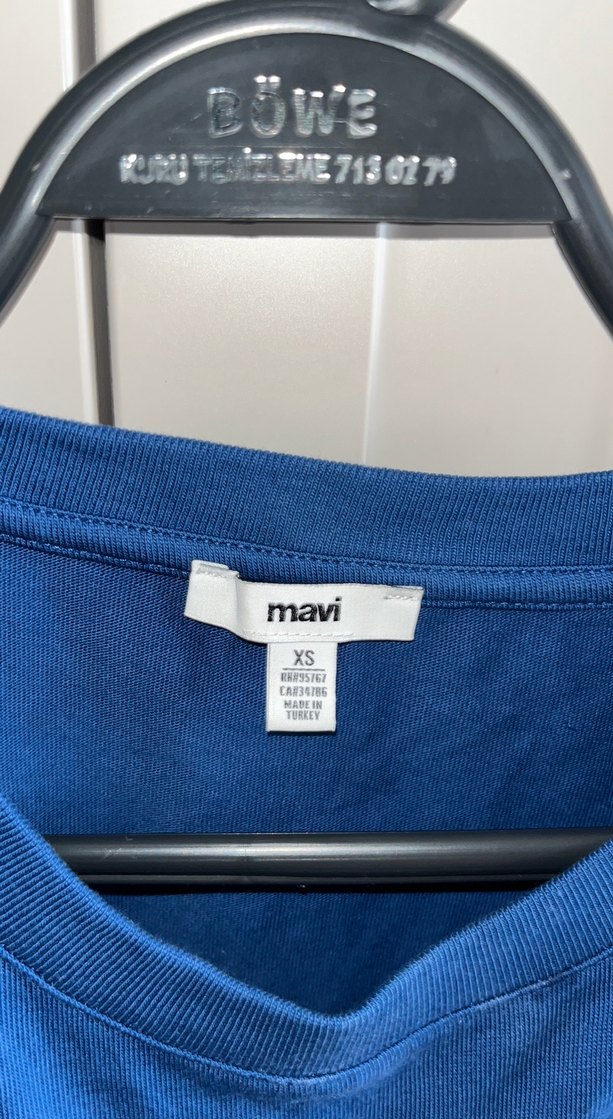 BÖWE
KURU TEMİZLEME 713 02 79
mavi
XS
RN#95767
CA#34786
MADE IN
TURKEY